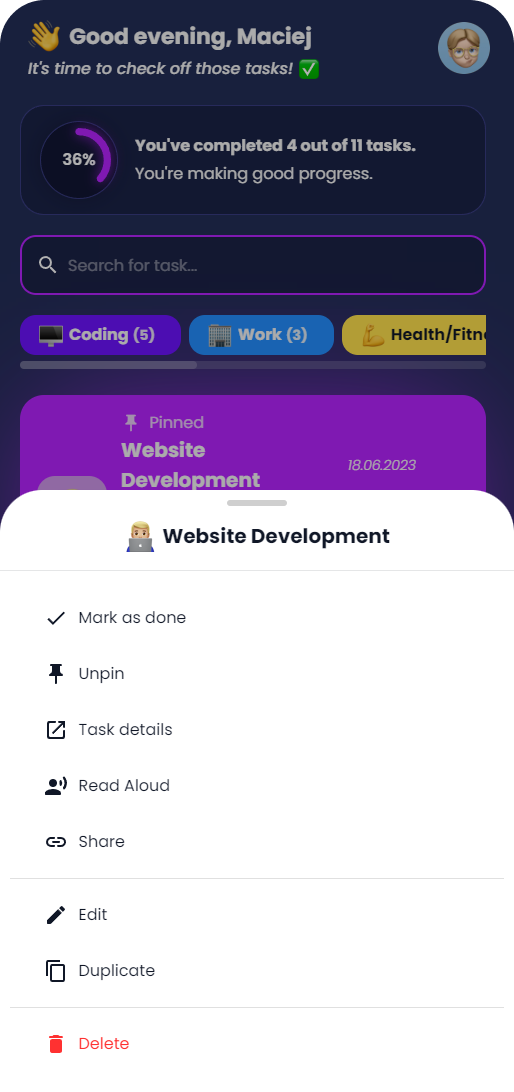 👋 Good evening, Maciej
It's time to check off those tasks! ✅
36%
You've completed 4 out of 11 tasks.
You're making good progress.
Search for task...
Coding (5)
Work (3)
Health/Fitne
Pinned
Website
Development
18.06.2023
Website Development
Mark as done
Unpin
Task details
Read Aloud
Share
Edit
Duplicate
Delete